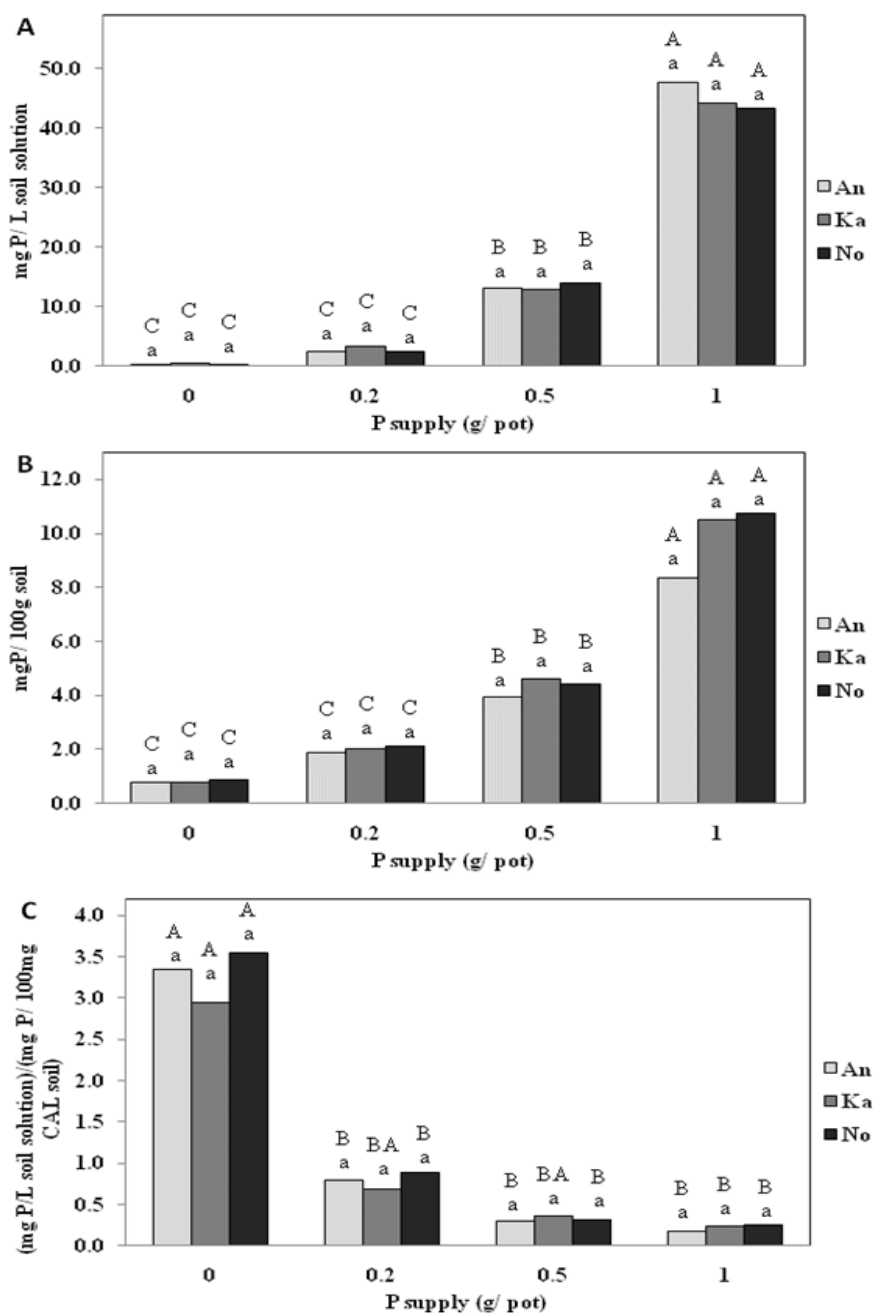 A
50.0
40.0
30.0
20.0
10.0
0.0
mg P/ L soil solution
C C C
a a a
C C C
a a a
B B B
a a a
A A A
a a a
An
Ka
No
0 0.2 0.5 1
P supply (g/ pot)
B
12.0
10.0
8.0
6.0
4.0
2.0
0.0
mgP/ 100g soil
C C C
a a a
C C C
a a a
B B B
a a a
A A A
a a a
An
Ka
No
0 0.2 0.5 1
P supply (g/ pot)
C
4.0
3.5
3.0
2.5
2.0
1.5
1.0
0.5
0.0
(mg P/L soil solution)/(mg P/ 100mg
CAL soil)
A A A
a a a
B BA B
a a a
B BA B
a a a
B B B
a a a
An
Ka
No
0 0.2 0.5 1
P supply (g/ pot)